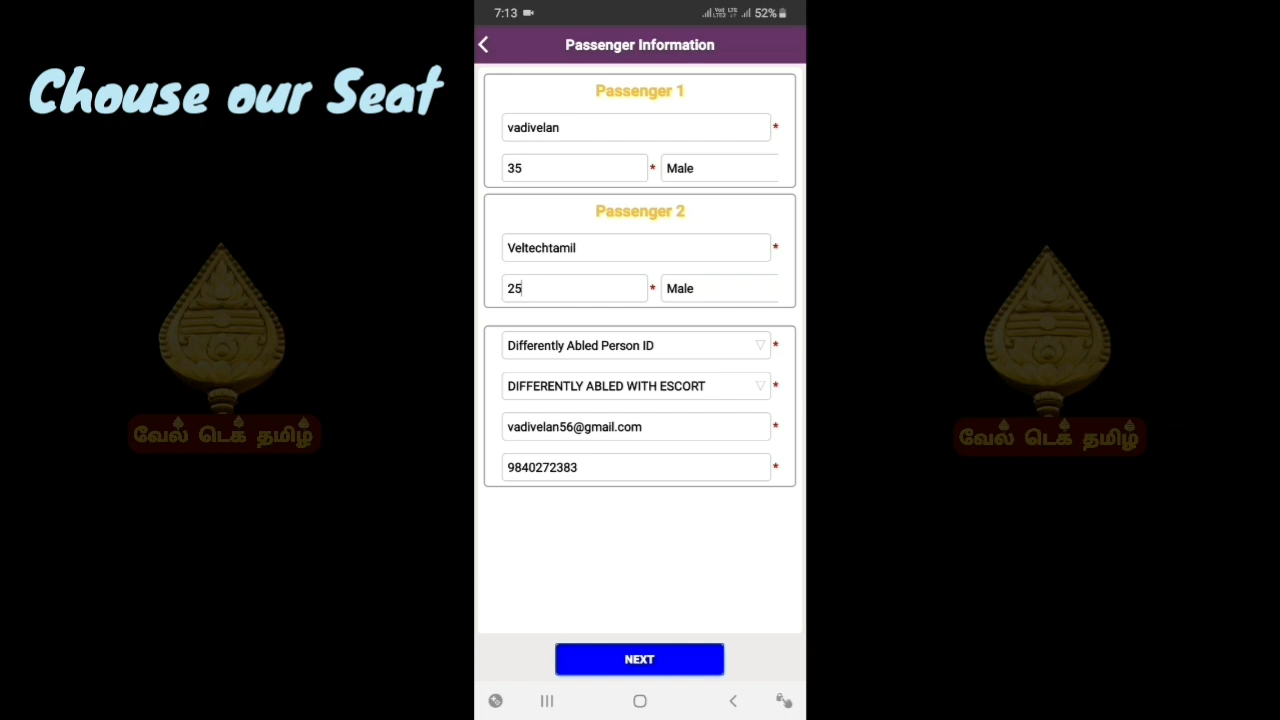 7:13
52%
Chouse our Seat
Passenger Information
Passenger 1
vadivelan
*
35
*
Male
Passenger 2
Veltechtamil
*
25
*
Male
Differently Abled Person ID
*
DIFFERENTLY ABLED WITH ESCORT
*
vadivelan56@gmail.com
*
9840272383
*
வேல் டெக் தமிழ்
வேல் டெக் தமிழ்
NEXT